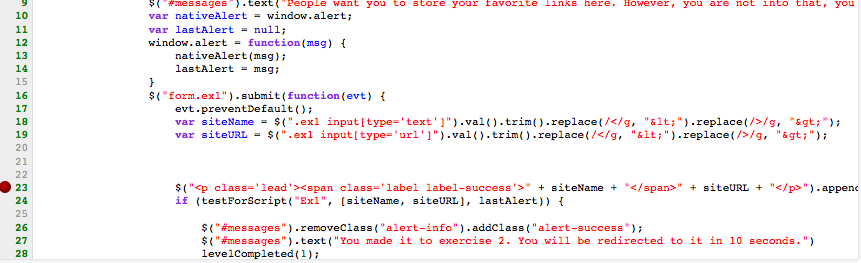 9 $("#messages").text("People want you to store your favorite links here. However, you are not into that, you
10 var nativeAlert = window.alert;
11 var lastAlert = null;
12 window.alert = function(msg) {
13 nativeAlert(msg);
14 lastAlert = msg;
15 }
16 $("form.ex1").submit(function(evt) {
17 evt.preventDefault();
18 var siteName = $(".ex1 input[type='text']").val().trim().replace(/</g, "&lt;").replace(/>/g, "&gt;");
19 var siteURL = $(".ex1 input[type='url']").val().trim().replace(/</g, "&lt;").replace(/>/g, "&gt;");
20
21
22
23 $("<p class='lead'><span class='label label-success'>" + siteName + "</span>" + siteURL + "</p>").appen
24 if (testForScript("Ex1", [siteName, siteURL], lastAlert)) {
25
26 $("#messages").removeClass("alert-info").addClass("alert-success");
27 $("#messages").text("You made it to exercise 2. You will be redirected to it in 10 seconds.")
28 levelCompleted(1);